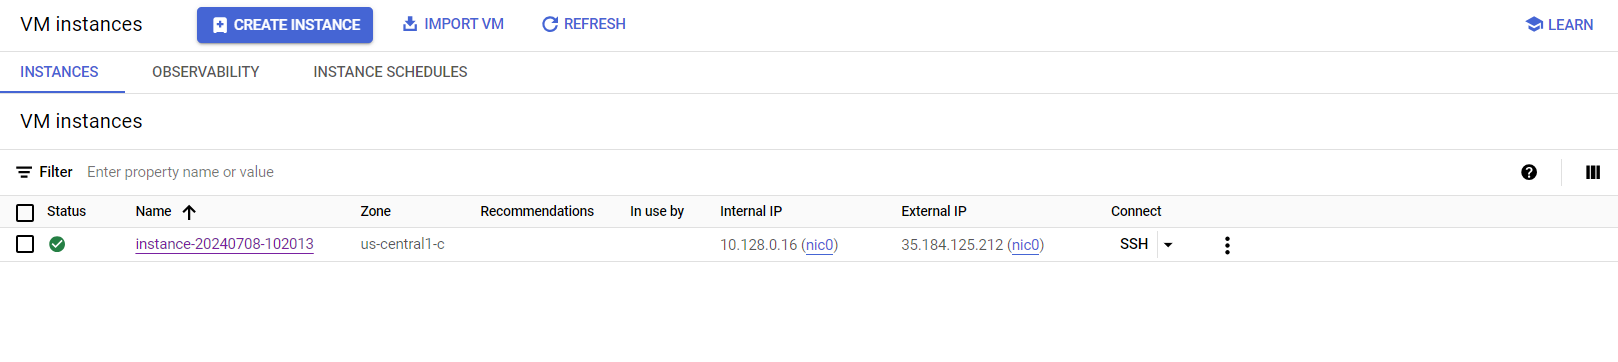 VM instances CREATE INSTANCE IMPORT VM REFRESH LEARN
INSTANCES OBSERVABILITY INSTANCE SCHEDULES
VM instances
Filter Enter property name or value
Status Name Zone Recommendations In use by Internal IP External IP Connect
instance-20240708-102013 us-central1-c 10.128.0.16 (nic0) 35.184.125.212 (nic0) SSH